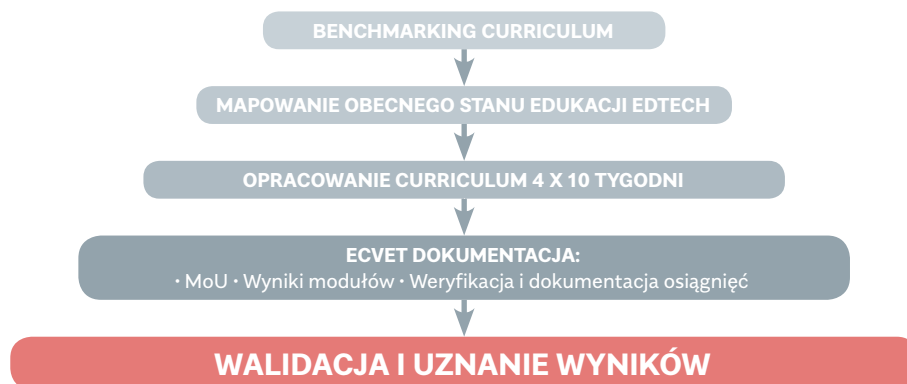 BENCHMARKING CURRICULUM
MAPOWANIE OBECNEGO STANU EDUKACJI EDTECH
OPRACOWANIE CURRICULUM 4 X 10 TYGODNI
ECVET DOKUMENTACJA:
• MoU • Wyniki modułów • Weryfikacja i dokumentacja osiągnięć
WALIDACJA I UZNANIE WYNIKÓW